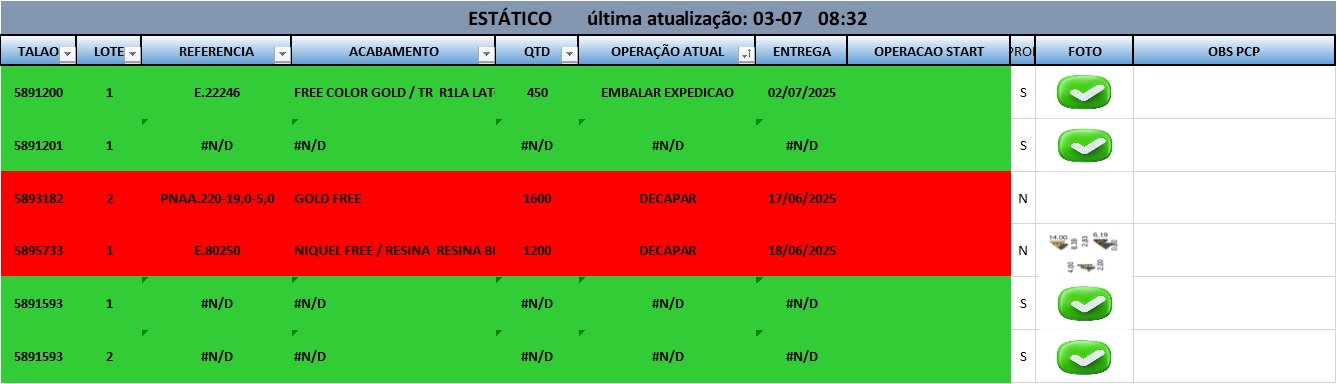 ESTÁTICO última atualização: 03-07 08:32
TALAO LOTE REFERENCIA ACABAMENTO QTD OPERAÇÃO ATUAL ENTREGA OPERACAO START PROI FOTO OBS PCP
5891200 1 E.22246 FREE COLOR GOLD / TR R1LA LAT 450 EMBALAR EXPEDICAO 02/07/2025 S
5891201 1 #N/D #N/D #N/D #N/D #N/D S
5893182 2 PNAA.220-19,0-5,0 GOLD FREE 1600 DECAPAR 17/06/2025 N
5895733 1 E.80250 NIQUEL FREE / RESINA RESINA BI 1200 DECAPAR 18/06/2025 N
14.00 8.39 2.83 6.19
4.00 2.00
5891593 1 #N/D #N/D #N/D #N/D #N/D S
5891593 2 #N/D #N/D #N/D #N/D #N/D S